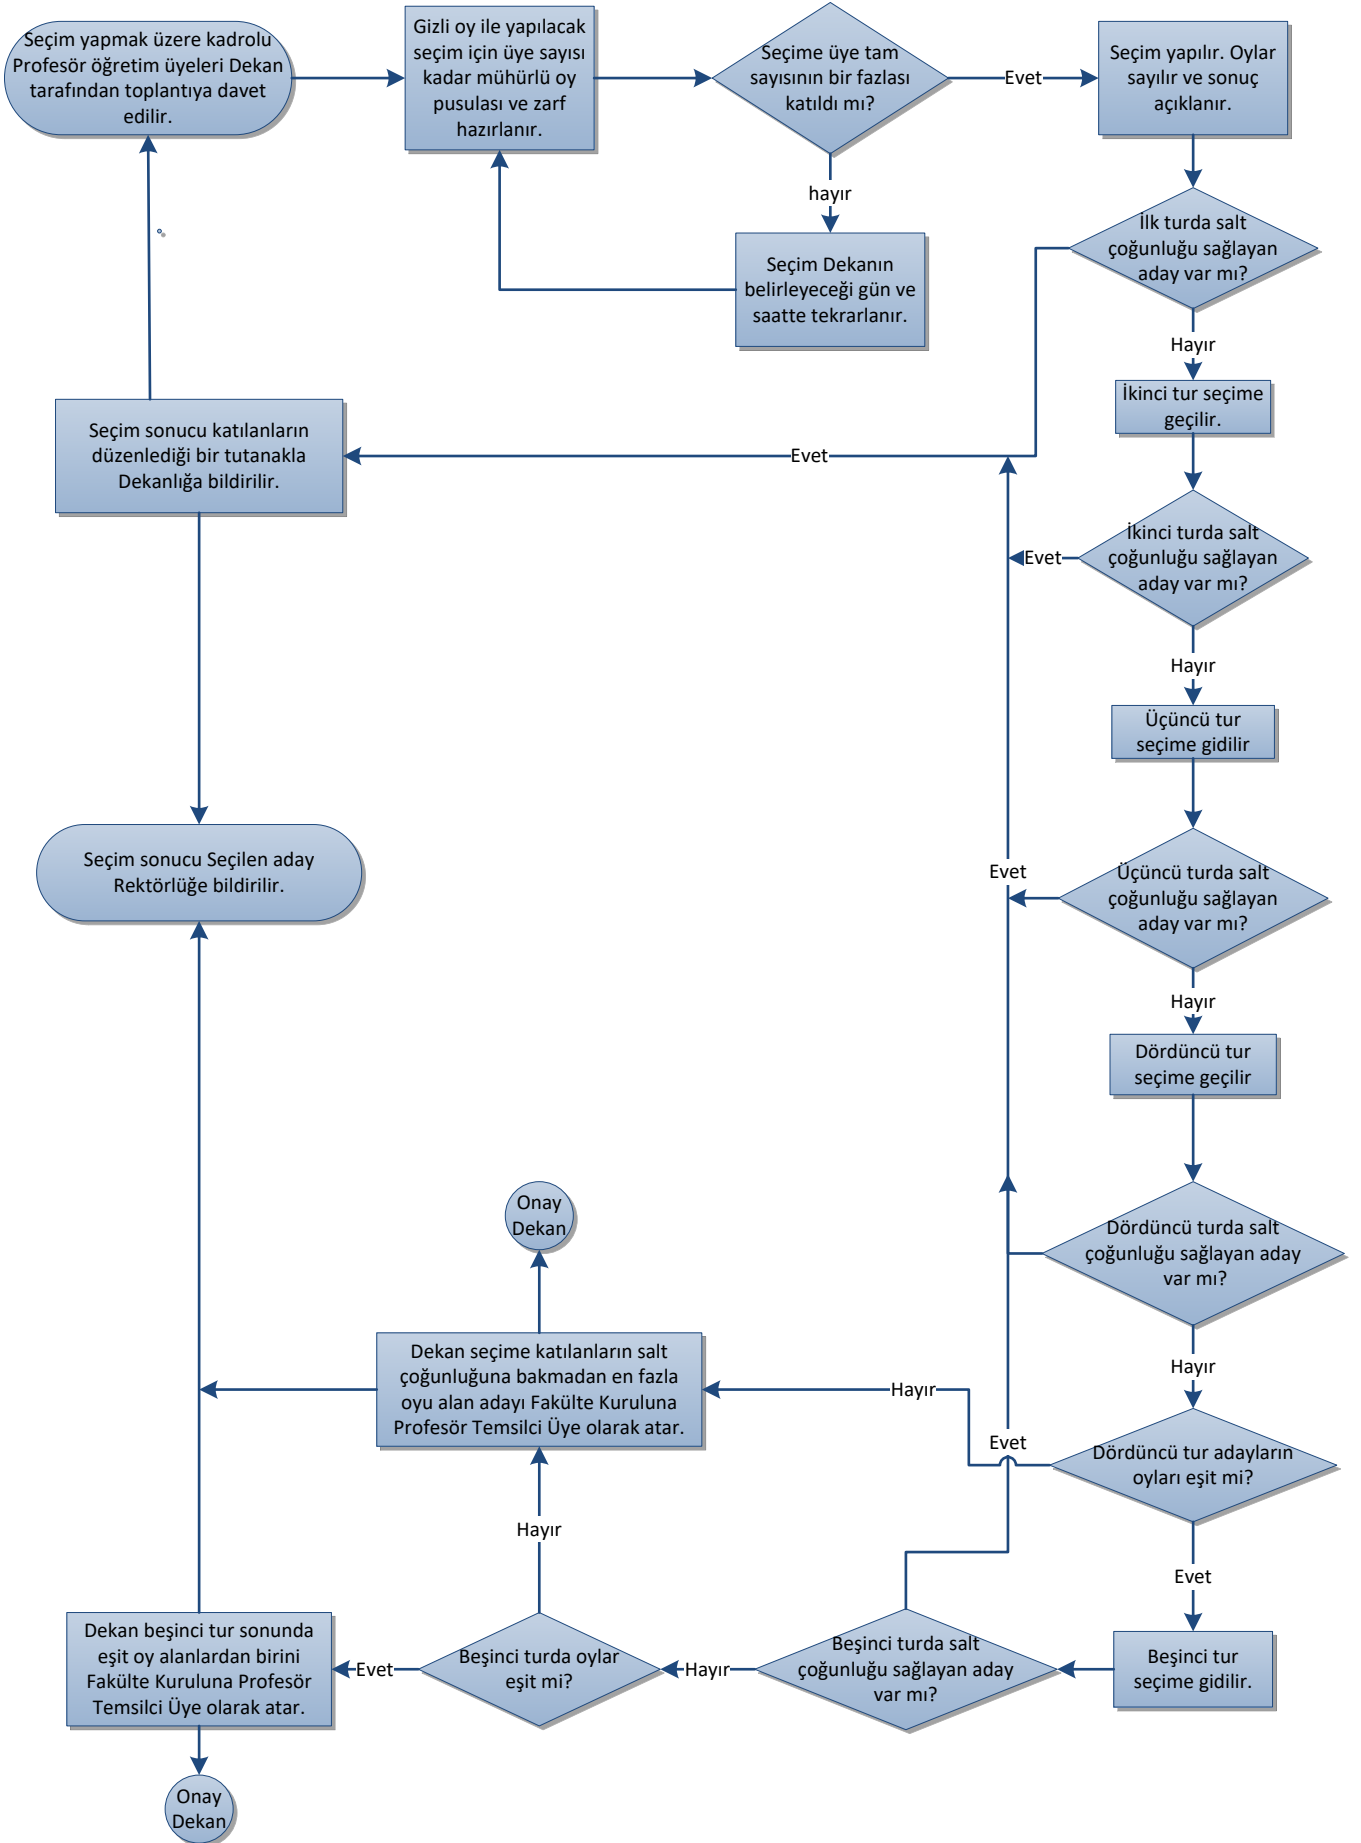 Seçim yapmak üzere kadrolu
Profesör öğretim üyeleri Dekan
tarafından toplantıya davet
edilir.
Gizli oy ile yapılacak
seçim için üye sayısı
kadar mühürlü oy
pusulası ve zarf
hazırlanır.
Seçime üye tam
sayısının bir fazlası
katıldı mı?
Evet
Seçim yapılır. Oylar
sayılır ve sonuç
açıklanır.
hayır
Seçim Dekanın
belirleyeceği gün ve
saatte tekrarlanır.
İlk turda salt
çoğunluğu sağlayan
aday var mı?
Hayır
İkinci tur seçime
geçilir.
Seçim sonucu katılanların
düzenlediği bir tutanakla
Dekanlığa bildirilir.
Evet
İkinci turda salt
çoğunluğu sağlayan
aday var mı?
Evet
Hayır
Üçüncü tur
seçime gidilir
Seçim sonucu Seçilen aday
Rektörlüğe bildirilir.
Evet
Üçüncü turda salt
çoğunluğu sağlayan
aday var mı?
Hayır
Dördüncü tur
seçime geçilir
Onay
Dekan
Dördüncü turda salt
çoğunluğu sağlayan aday
var mı?
Hayır
Dekan seçime katılanların salt
çoğunluğuna bakmadan en fazla
oyu alan adayı Fakülte Kuruluna
Profesör Temsilci Üye olarak atar.
Hayır
Evet
Dördüncü tur adayların
oyları eşit mi?
Hayır
Evet
Dekan beşinci tur sonunda
eşit oy alanlardan birini
Fakülte Kuruluna Profesör
Temsilci Üye olarak atar.
Evet
Beşinci turda oylar
eşit mi?
Hayır
Beşinci turda salt
çoğunluğu sağlayan aday
var mı?
Beşinci tur
seçime gidilir.
Onay
Dekan